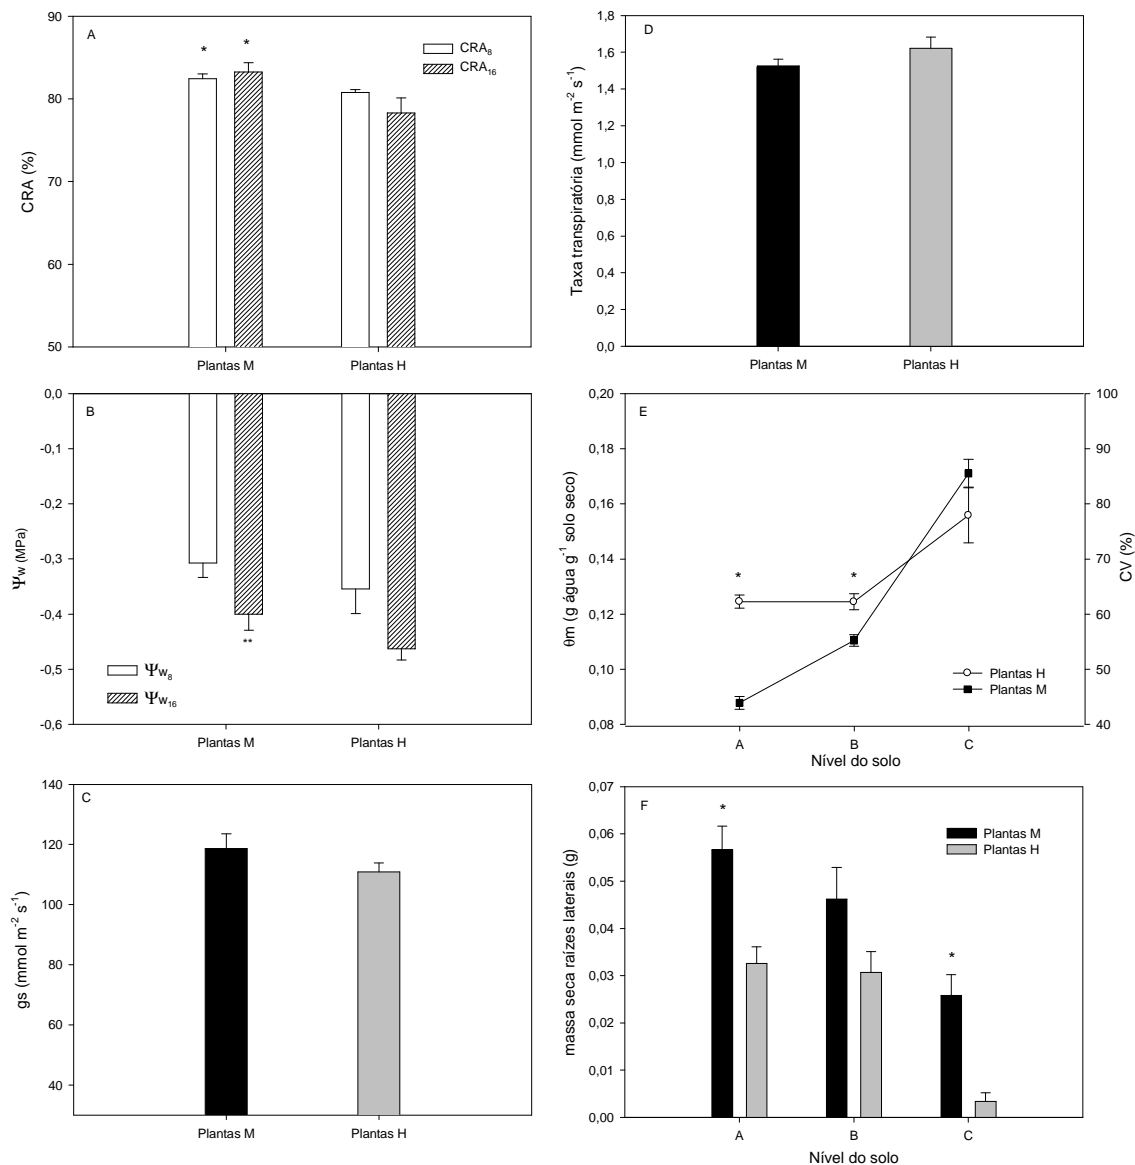 A
90
80
70
60
50
CRA (%)
* *
CRA8
CRA16
Plantas M Plantas H
B
0,0
-0,1
-0,2
-0,3
-0,4
-0,5
-0,6
Ψw (MPa)
**
Ψw8
Ψw16
Plantas M Plantas H
C
140
120
100
80
60
40
gs (mmol m-2 s-1)
Plantas M Plantas H
D
1,8
1,6
1,4
1,2
1,0
0,8
0,6
0,4
0,2
0,0
Taxa transpiratória (mmol m-2 s-1)
Plantas M Plantas H
E
0,20
0,18
0,16
0,14
0,12
0,10
0,08
θm (g água g-1 solo seco)
* *
100
90
80
70
60
50
40
CV (%)
Plantas H
Plantas M
A B C
Nível do solo
F
0,07
0,06
0,05
0,04
0,03
0,02
0,01
0,00
massa seca raízes laterais (g)
* *
Plantas M
Plantas H
A B C
Nível do solo